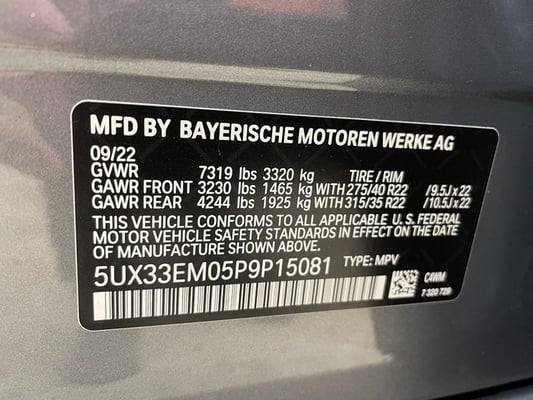 MFD BY BAYERISCHE MOTOREN WERKE AG
09/22
GVWR 7319 lbs 3320 kg TIRE / RIM
GAWR FRONT 3230 lbs 1465 kg WITH 275/40 R22 /9.5J x 22
GAWR REAR 4244 lbs 1925 kg WITH 315/35 R22 /10.5J x 22
THIS VEHICLE CONFORMS TO ALL APPLICABLE U. S. FEDERAL
MOTOR VEHICLE SAFETY STANDARDS IN EFFECT ON THE DATE
OF MANUFACTURE SHOWN ABOVE.
5UX33EM05P9P15081 TYPE: MPV
C4WM
7 320 726